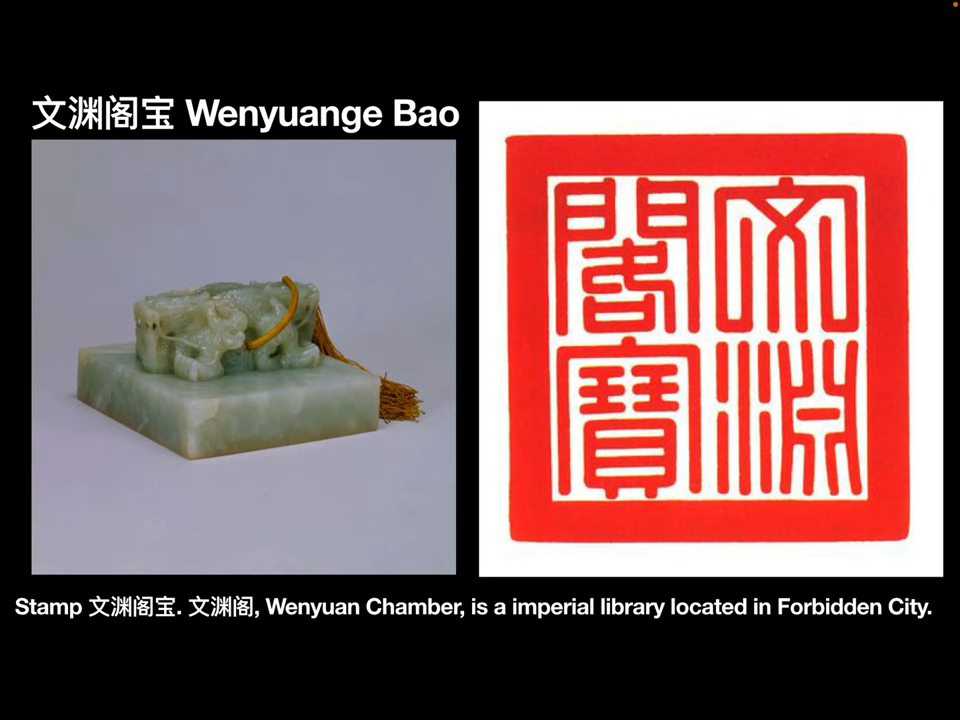 文渊阁宝 Wenyuange Bao
文淵
閣寶
Stamp 文渊阁宝. 文渊阁, Wenyuan Chamber, is a imperial library located in Forbidden City.